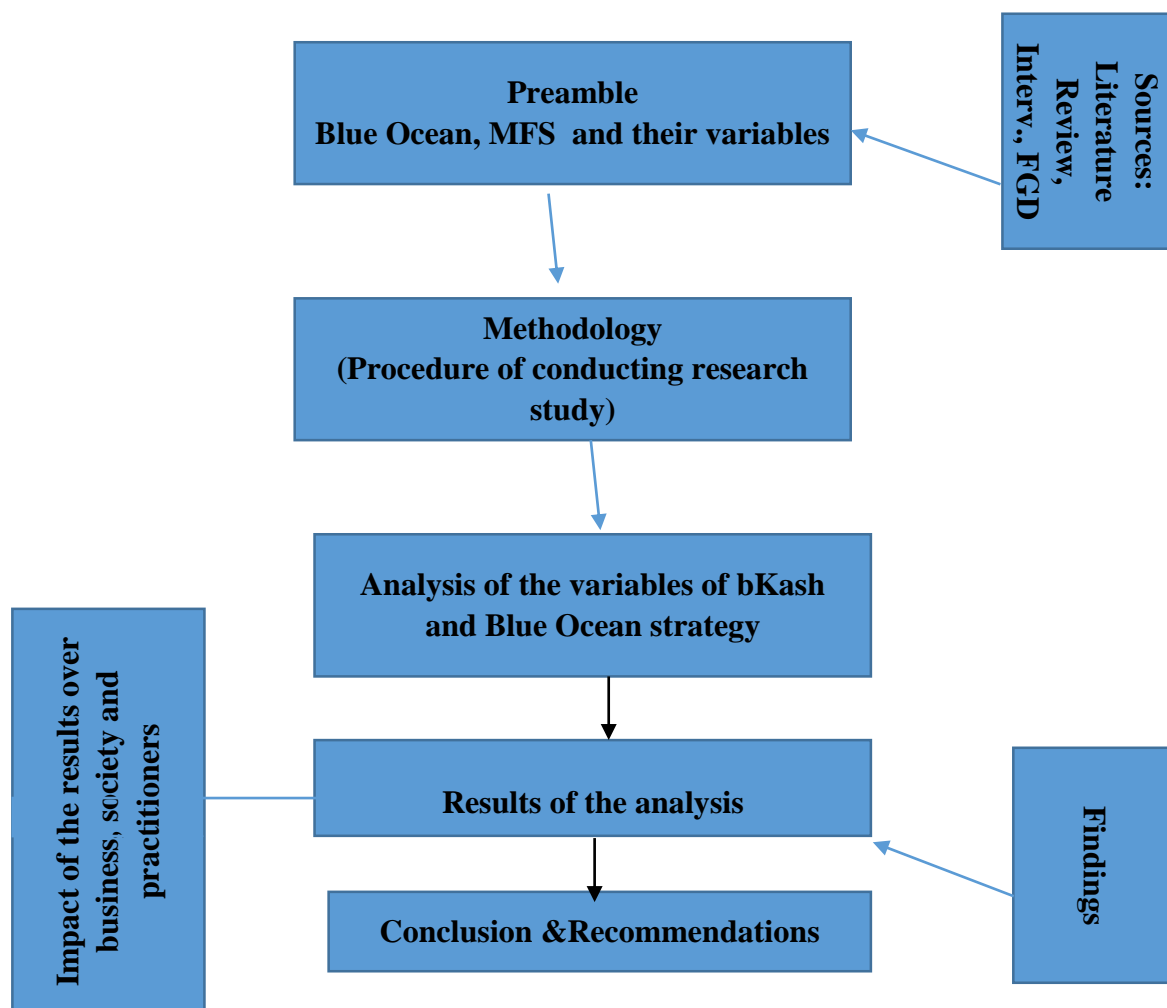 Preamble
Blue Ocean, MFS and their variables
Sources:
Literature
Review,
Interv., FGD
Methodology
(Procedure of conducting research
study)
Analysis of the variables of bKash
and Blue Ocean strategy
Impact of the results over
business, society and
practitioners
Results of the analysis
Findings
Conclusion &Recommendations